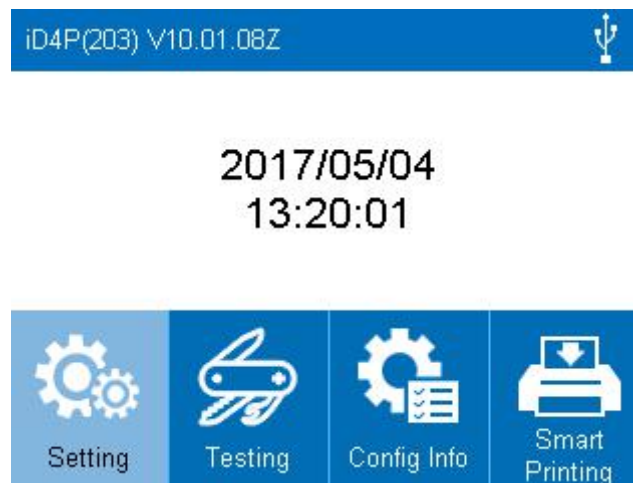 iD4P(203) V10.01.08Z
2017/05/04
13:20:01
Setting
Testing
Config Info
Smart
Printing